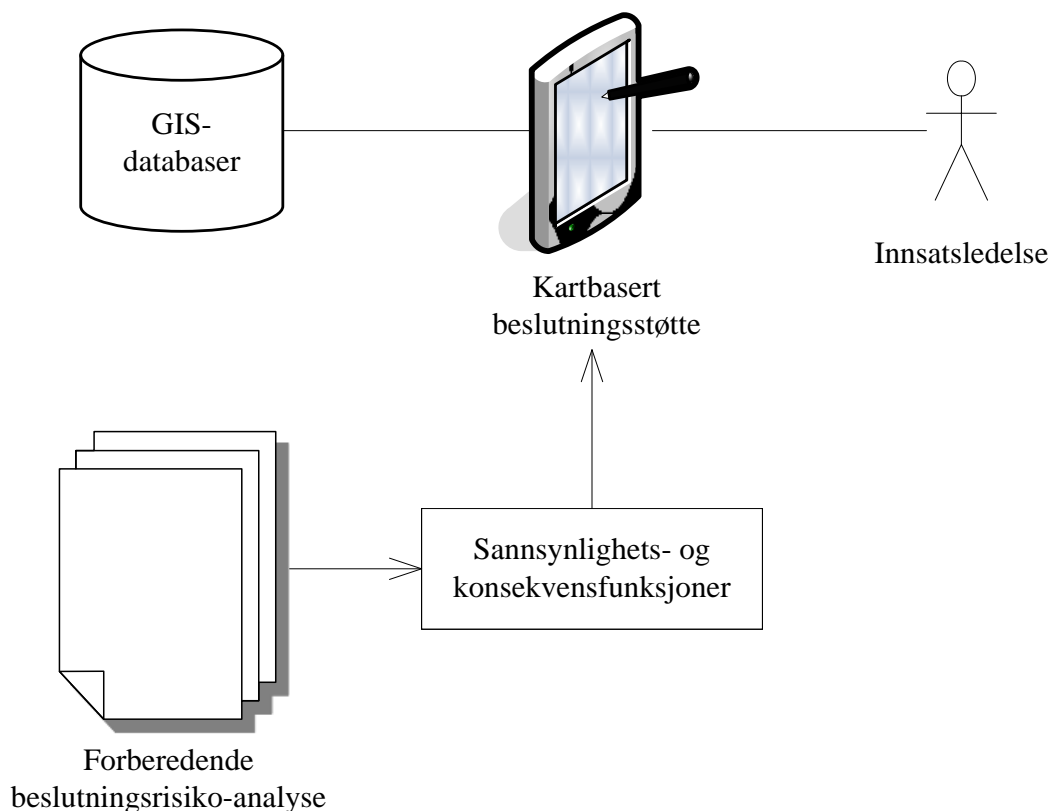 GIS-
databaser
Innsatsledelse
Kartbasert
beslutningsstøtte
Sannsynlighets- og
konsekvensfunksjoner
Forberedende
beslutningsrisiko-analyse